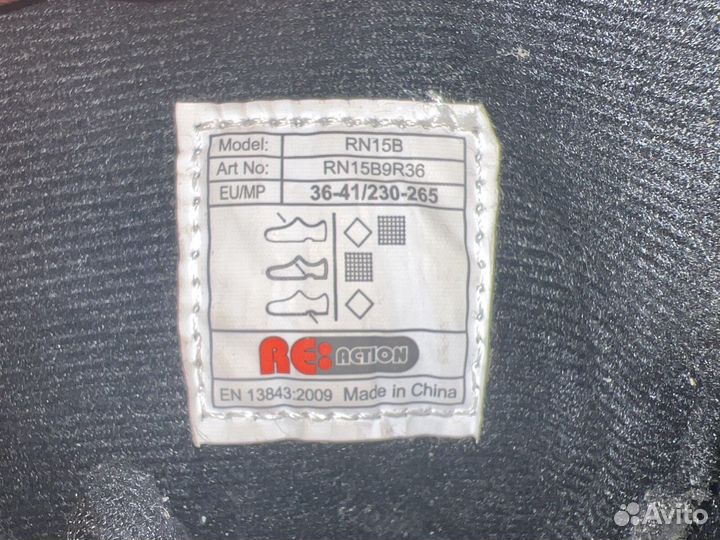 Model: RN15B
Art No: RN15B9R36
EU/MP 36-41/230-265
RE:ACTION
EN 13843:2009 Made in China
Avito